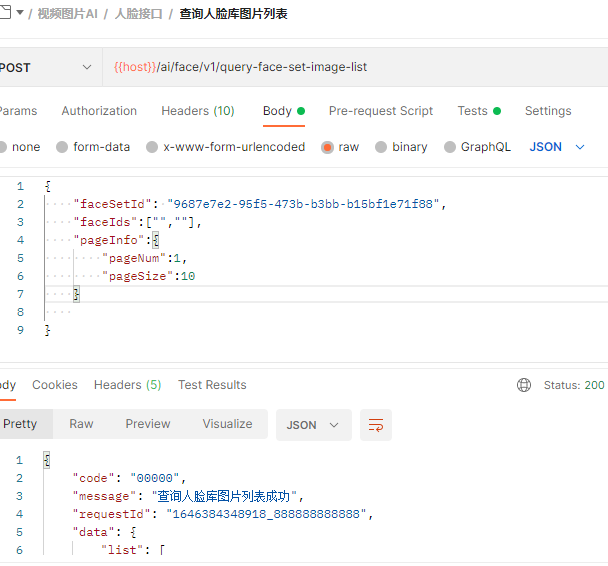 / 视频图片AI / 人脸接口 / 查询人脸库图片列表
POST {{host}}/ai/face/v1/query-face-set-image-list
Params Authorization Headers (10) Body Pre-request Script Tests Settings
none form-data x-www-form-urlencoded raw binary GraphQL JSON
1 {
2 "faceSetId": "9687e7e2-95f5-473b-b3bb-b15bf1e71f88",
3 "faceIds":["",""],
4 "pageInfo":{
5 "pageNum":1,
6 "pageSize":10
7 }
8
9 }
ody Cookies Headers (5) Test Results Status: 200
Pretty Raw Preview Visualize JSON
1 {
2 "code": "00000",
3 "message": "查询人脸库图片列表成功",
4 "requestId": "1646384348918_888888888888",
5 "data": {
6 "list": [